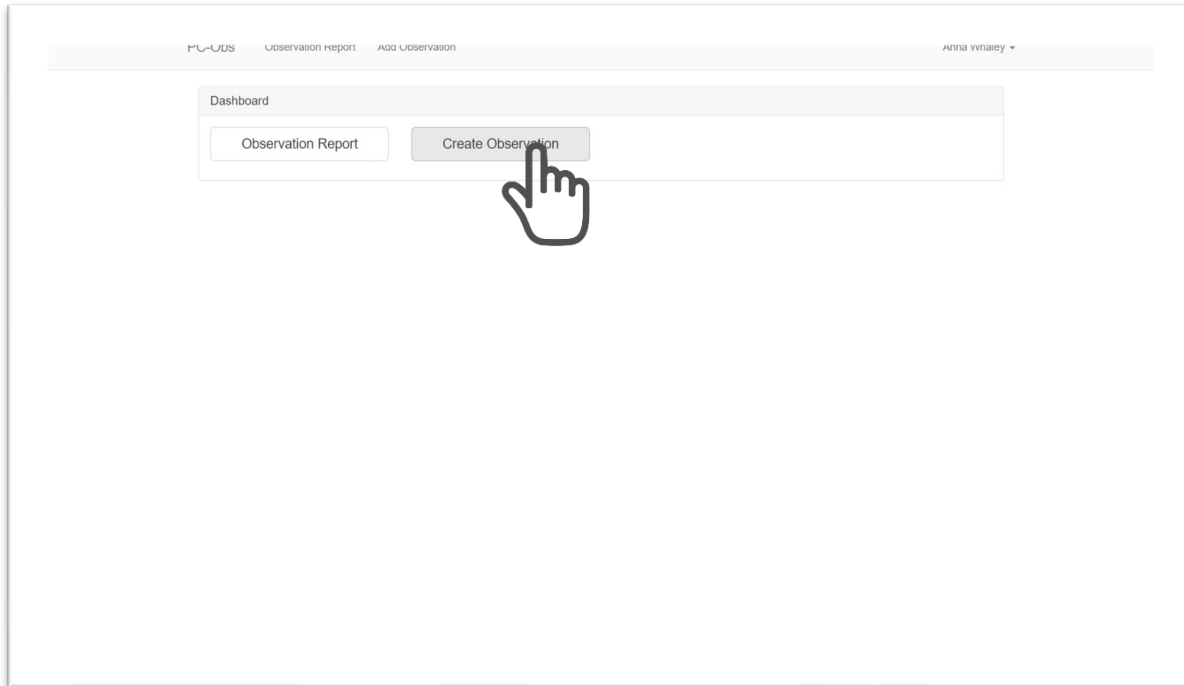 PC-Obs Observation Report Add Observation Anna Whaley
Dashboard
Observation Report Create Observation